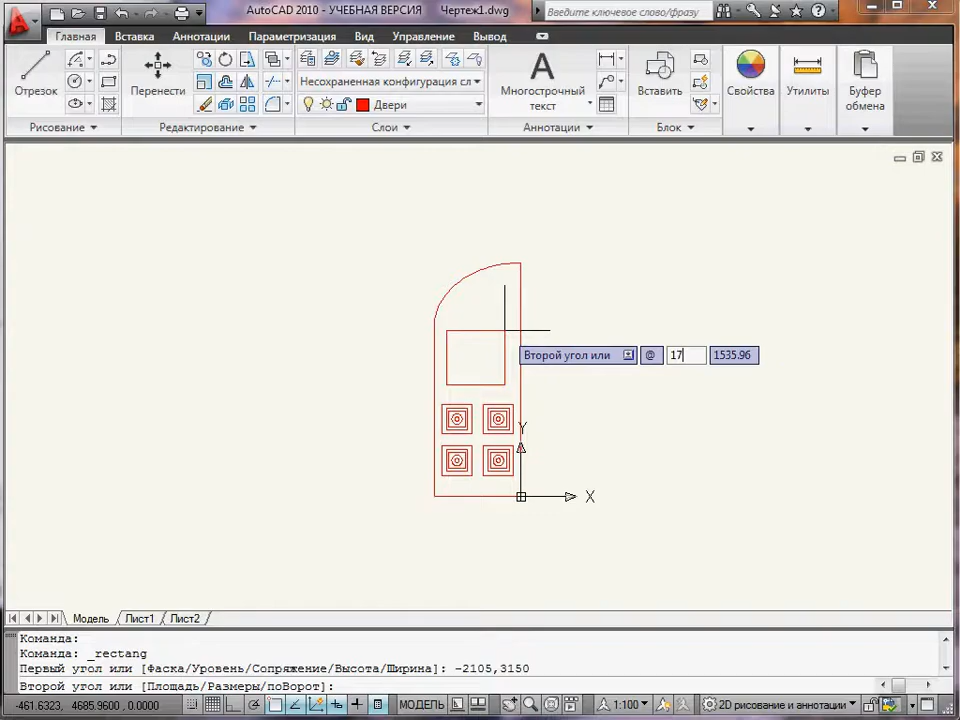 AutoCAD 2010 - УЧЕБНАЯ ВЕРСИЯ Чертеж1.dwg
Введите ключевое слово/фразу
Главная Вставка Аннотации Параметризация Вид Управление Вывод
Отрезок
Перенести
Несохраненная конфигурация сл
Двери
Многострочный
текст
Вставить
Свойства
Утилиты
Буфер
обмена
Рисование Редактирование Слои Аннотации Блок
Второй угол или @ 17 1535.96
Y
X
Модель Лист1 Лист2
Команда:
Команда: _rectang
Первый угол или [Фаска/Уровень/Сопряжение/Высота/Ширина]: -2105,3150
Второй угол или [Площадь/Размеры/поВорот]:
-461.6323, 4685.9600, 0.0000 МОДЕЛЬ 1:100 2D рисование и аннотации